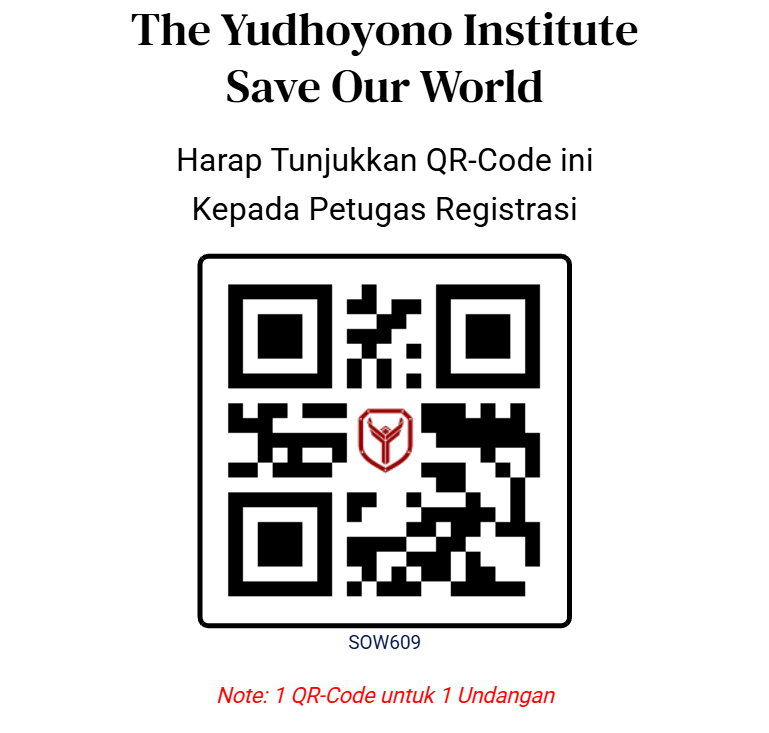 The Yudhoyono Institute
Save Our World
Harap Tunjukkan QR-Code ini
Kepada Petugas Registrasi
SOW609
Note: 1 QR-Code untuk 1 Undangan